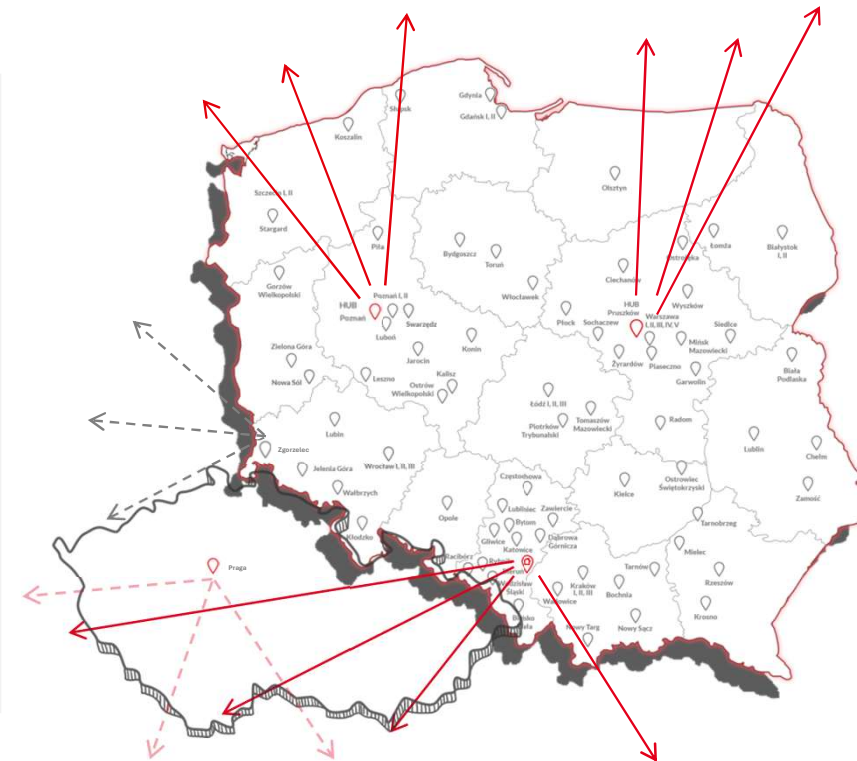 Gdynia
Słupsk
Gdańsk I, II
Koszalin
Olsztyn
Szczecin I, II
Stargard
Piła
Bydgoszcz
Toruń
Ostrołęka
Łomża
Białystok
I, II
Ciechanów
Gorzów
Wielkopolski
Włocławek
Wyszków
HUB
Poznań
Poznań I, II
Swarzędz
Luboń
Płock
Sochaczew
HUB
Pruszków
Warszawa
I, II, III, IV, V
Siedlce
Mińsk
Mazowiecki
Konin
Jarocin
Zielona Góra
Nowa Sól
Leszno
Kalisz
Ostrów
Wielkopolski
Żyrardów
Piaseczno
Garwolin
Biała
Podlaska
Łódź I, II, III
Piotrków
Trybunalski
Tomaszów
Mazowiecki
Radom
Lubin
Lublin
Chełm
Zgorzelec
Jelenia Góra
Wrocław I, II, III
Wałbrzych
Częstochowa
Kielce
Ostrowiec
Świętokrzyski
Zamość
Kłodzko
Opole
Lubliniec
Zawiercie
Bytom
Gliwice
Katowice
Dąbrowa
Górnicza
Tarnobrzeg
Mielec
Racibórz
Wodzisław
Śląski
Kraków
I, II, III
Tarnów
Bochnia
Rzeszów
Wadowice
Bielsko
Krosno
Nowy Targ
Nowy Sącz
Praga